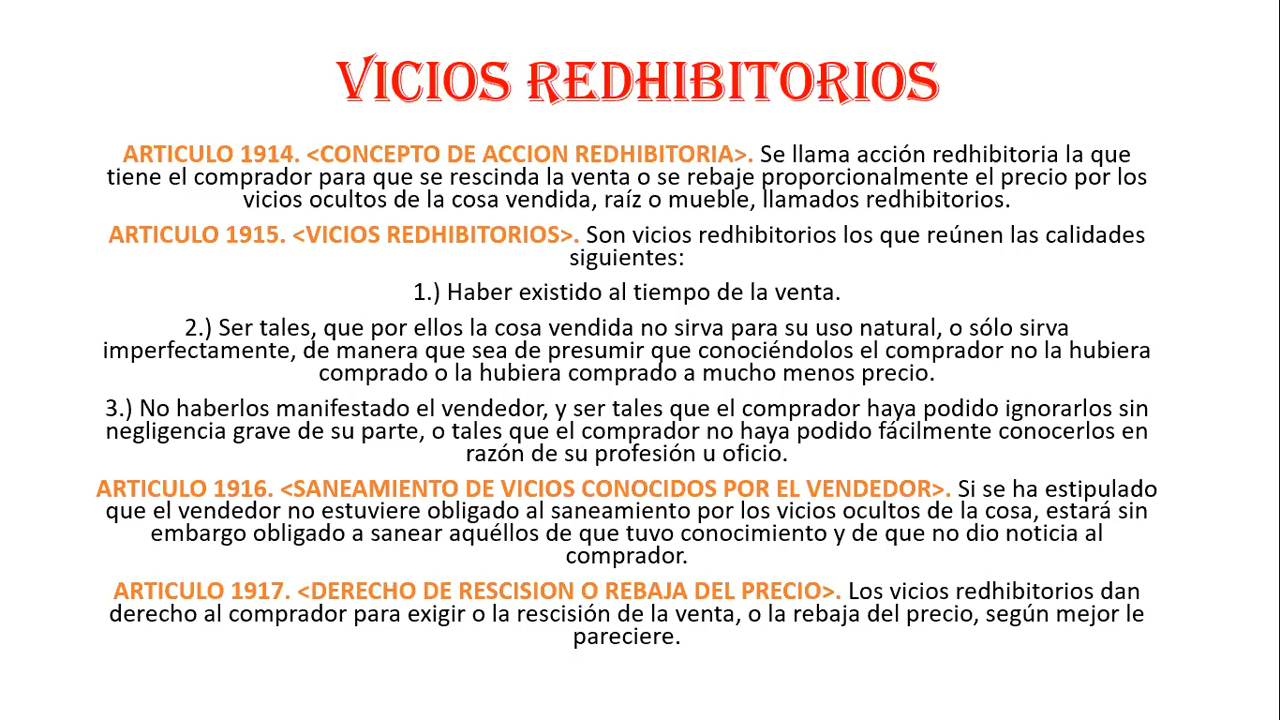 VICIOS REDHIBITORIOS
ARTICULO 1914. <CONCEPTO DE ACCION REDHIBITORIA>. Se llama acción redhibitoria la que
tiene el comprador para que se rescinda la venta o se rebaje proporcionalmente el precio por los
vicios ocultos de la cosa vendida, raíz o mueble, llamados redhibitorios.
ARTICULO 1915. <VICIOS REDHIBITORIOS>. Son vicios redhibitorios los que reúnen las calidades
siguientes:
1.) Haber existido al tiempo de la venta.
2.) Ser tales, que por ellos la cosa vendida no sirva para su uso natural, o sólo sirva
imperfectamente, de manera que sea de presumir que conociéndolos el comprador no la hubiera
comprado o la hubiera comprado a mucho menos precio.
3.) No haberlos manifestado el vendedor, y ser tales que el comprador haya podido ignorarlos sin
negligencia grave de su parte, o tales que el comprador no haya podido fácilmente conocerlos en
razón de su profesión u oficio.
ARTICULO 1916. <SANEAMIENTO DE VICIOS CONOCIDOS POR EL VENDEDOR>. Si se ha estipulado
que el vendedor no estuviere obligado al saneamiento por los vicios ocultos de la cosa, estará sin
embargo obligado a sanear aquéllos de que tuvo conocimiento y de que no dio noticia al
comprador.
ARTICULO 1917. <DERECHO DE RESCISION O REBAJA DEL PRECIO>. Los vicios redhibitorios dan
derecho al comprador para exigir o la rescisión de la venta, o la rebaja del precio, según mejor le
pareciere.